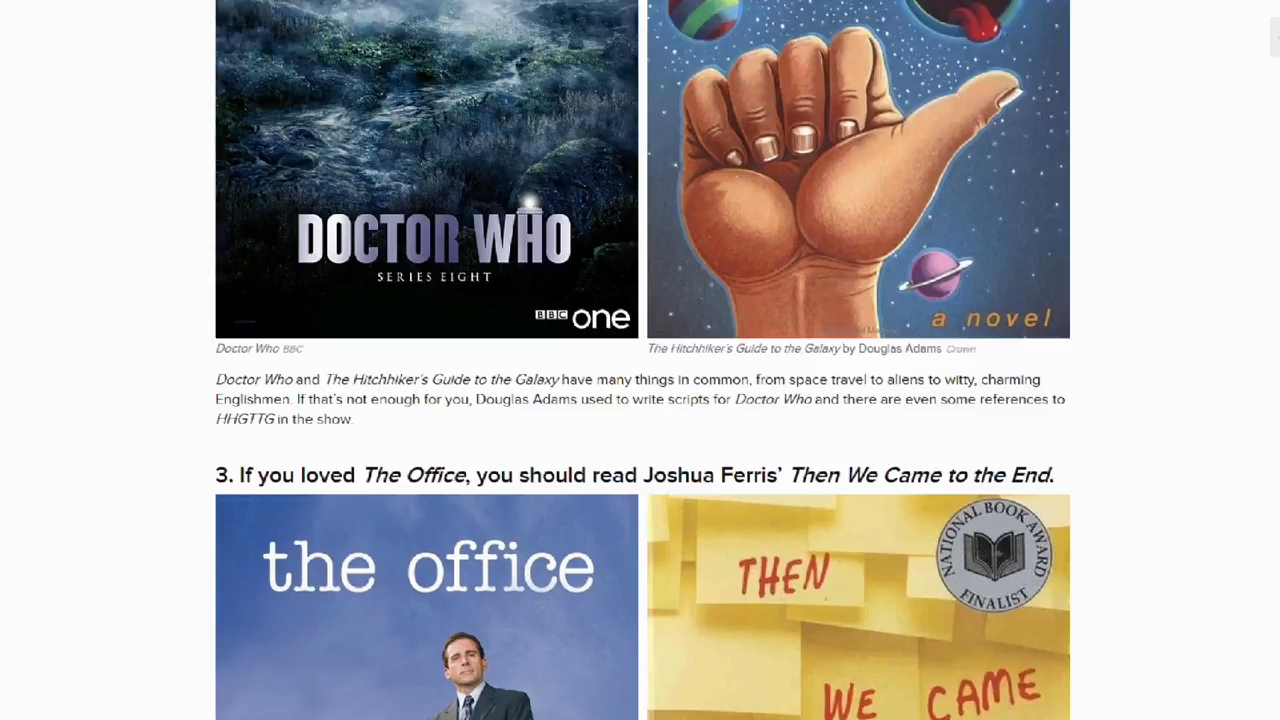 DOCTOR WHO
SERIES EIGHT
BBC one
a novel
Doctor Who BBC
The Hitchhiker's Guide to the Galaxy by Douglas Adams Crown
Doctor Who and The Hitchhiker's Guide to the Galaxy have many things in common, from space travel to aliens to witty, charming
Englishmen. If that's not enough for you, Douglas Adams used to write scripts for Doctor Who and there are even some references to
HHGTTG in the show.
3. If you loved The Office, you should read Joshua Ferris' Then We Came to the End.
the office
NATIONAL BOOK AWARD
FINALIST
THEN
WE CAME